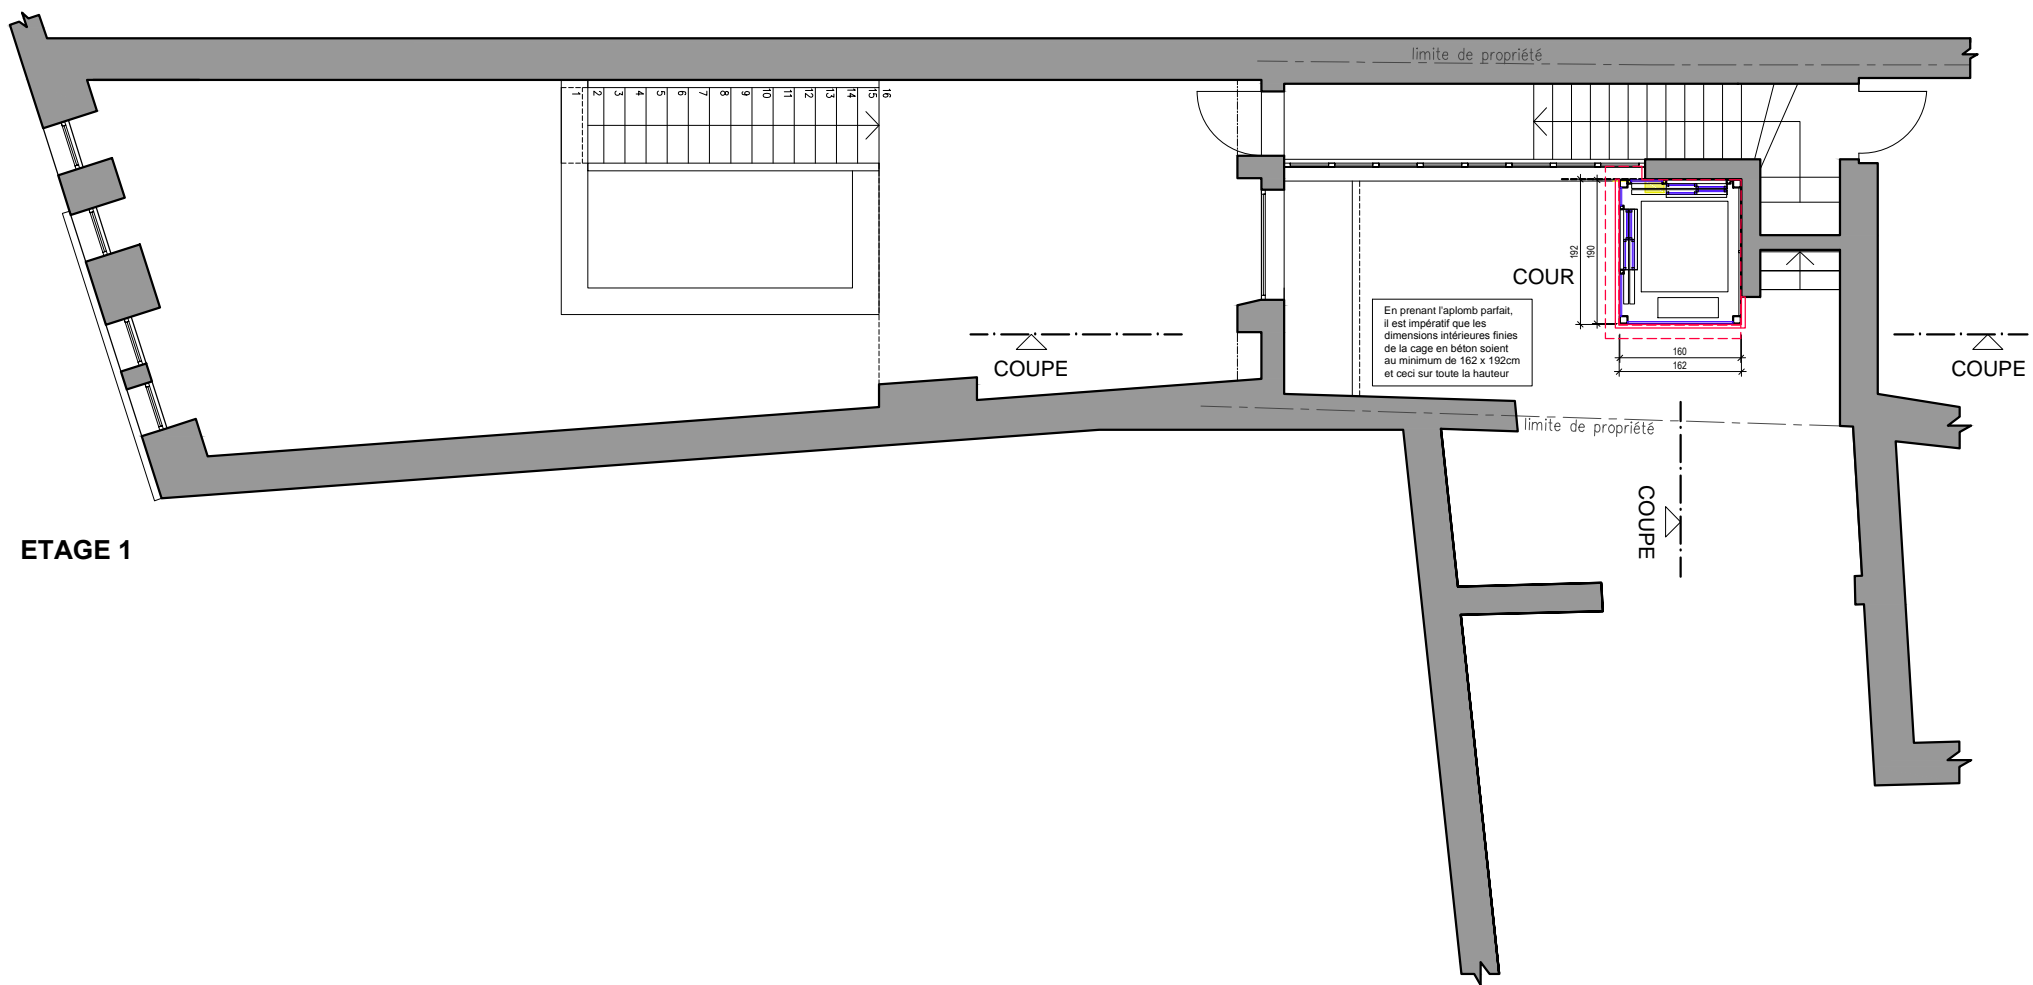 limite de propriété
1 2 3 4 5 6 7 8 9 10 11 12 13 14 15 16
192
190
COUR
En prenant l'aplomb parfait,
il est impératif que les
dimensions intérieures finies
de la cage en béton soient
au minimum de 162 x 192cm
et ceci sur toute la hauteur
160
162
COUPE
COUPE
limite de propriété
COUPE
ETAGE 1